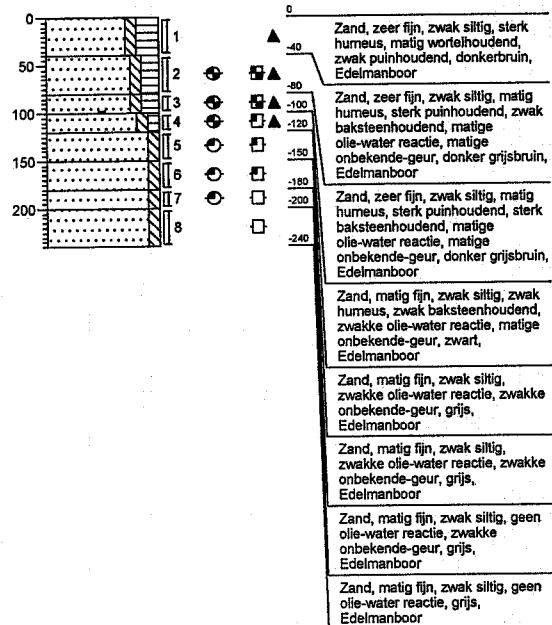 0
0
1
-40
Zand, zeer fijn, zwak siltig, sterk
humeus, matig wortelhoudend,
zwak puinhoudend, donkerbruin,
Edelmanboor
50
2
-80
Zand, zeer fijn, zwak siltig, matig
humeus, sterk puinhoudend, zwak
baksteenhoudend, matige
olie-water reactie, matige
onbekende-geur, donker grijsbruin,
Edelmanboor
3
-100
100
4
-120
5
150
-150
6
-180
7
-200
200
8
-240
Zand, zeer fijn, zwak siltig, matig
humeus, sterk puinhoudend, sterk
baksteenhoudend, matige
olie-water reactie, matige
onbekende-geur, donker grijsbruin,
Edelmanboor
Zand, matig fijn, zwak siltig, zwak
humeus, zwak baksteenhoudend,
zwakke olie-water reactie, matige
onbekende-geur, zwart,
Edelmanboor
Zand, matig fijn, zwak siltig,
zwakke olie-water reactie, zwakke
onbekende-geur, grijs,
Edelmanboor
Zand, matig fijn, zwak siltig,
zwakke olie-water reactie, zwakke
onbekende-geur, grijs,
Edelmanboor
Zand, matig fijn, zwak siltig, geen
olie-water reactie, zwakke
onbekende-geur, grijs,
Edelmanboor
Zand, matig fijn, zwak siltig, geen
olie-water reactie, grijs,
Edelmanboor